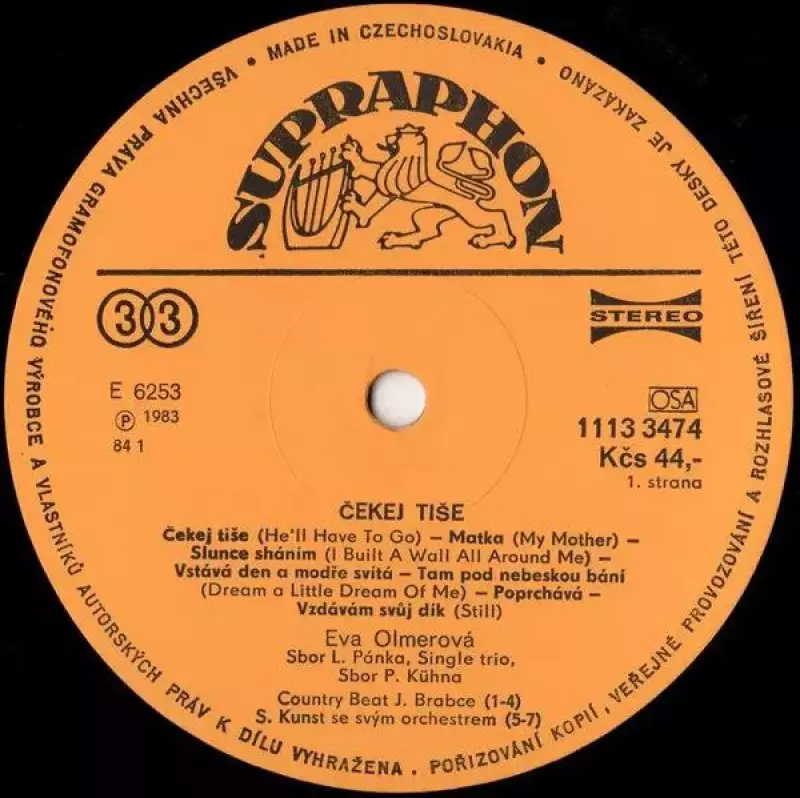 VŠECHNA PRÁVA GRAMOFONOVÉHO VÝROBCE A VLASTNÍKŮ AUTORSKÝCH PRÁV K DÍLU VYHRAŽENA. POŘIZOVÁNÍ KOPIÍ, VEŘEJNÉ PROVOZOVÁNÍ A ROZHLASOVÉ ŠÍŘENÍ TÉTO DESKY JE ZAKÁZÁNO
• MADE IN CZECHOSLOVAKIA •
SUPRAPHON
33
STEREO
E 6253
Ⓟ 1983
84 1
OSA
1113 3474
Kčs 44,-
1. strana
ČEKEJ TIŠE
Čekej tiše (He'll Have To Go) – Matka (My Mother) –
Slunce sháním (I Built A Wall All Around Me) –
Vstává den a modře svítá – Tam pod nebeskou bání
(Dream a Little Dream Of Me) – Poprchává –
Vzdávám svůj dík (Still)
Eva Olmerová
Sbor L. Pánka, Single trio,
Sbor P. Kühna
Country Beat J. Brabce (1-4)
S. Kunst se svým orchestrem (5-7)